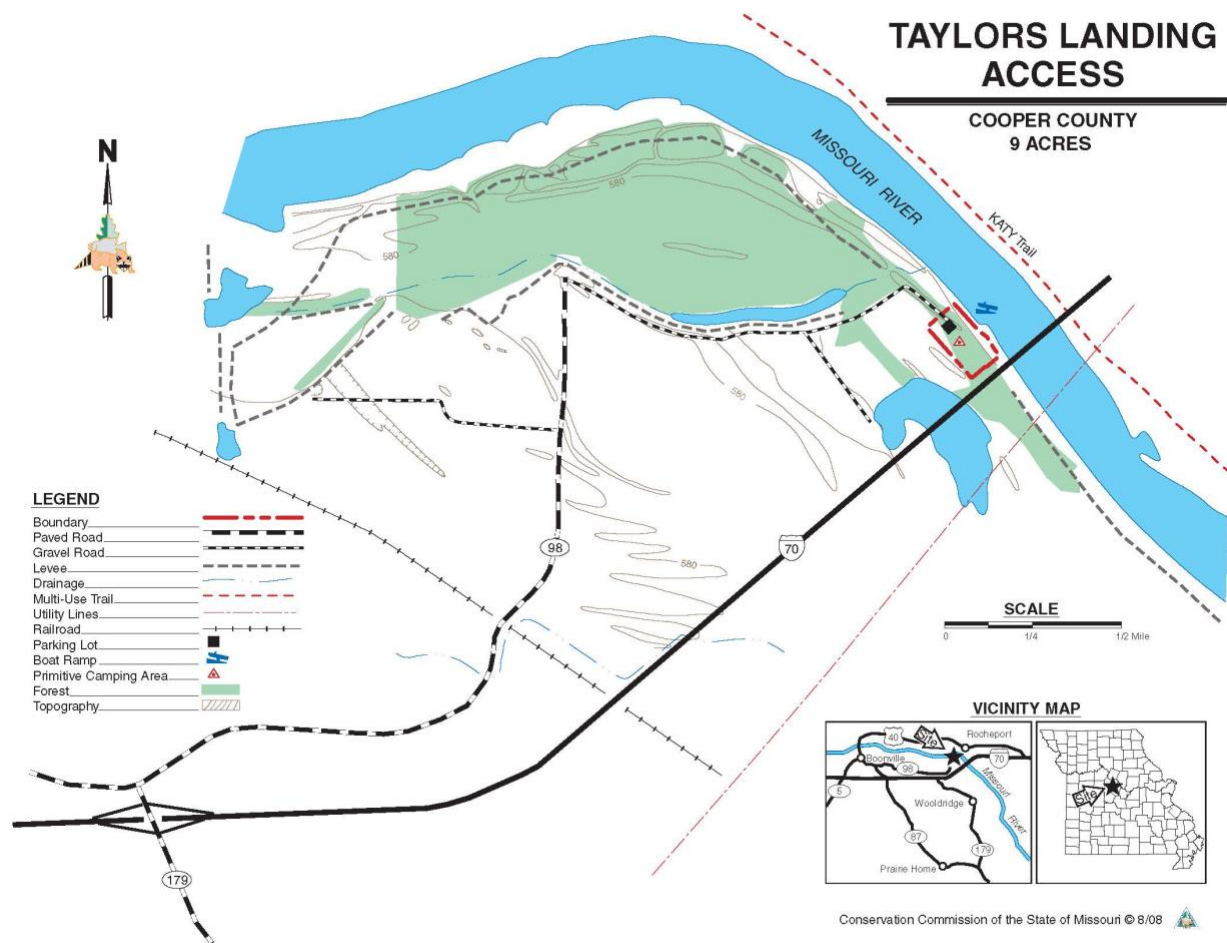 TAYLORS LANDING
ACCESS
COOPER COUNTY
9 ACRES
N
MISSOURI RIVER
KATY Trail
580
580
580
580
98
70
179
LEGEND
Boundary
Paved Road
Gravel Road
Levee
Drainage
Multi-Use Trail
Utility Lines
Railroad
Parking Lot
Boat Ramp
Primitive Camping Area
Forest
Topography
SCALE
0 1/4 1/2 Mile
VICINITY MAP
40
Site
Rocheport
Boonville
98
70
5
Wooldridge
Missouri
River
87
179
Prairie Home
Site
Conservation Commission of the State of Missouri © 8/08